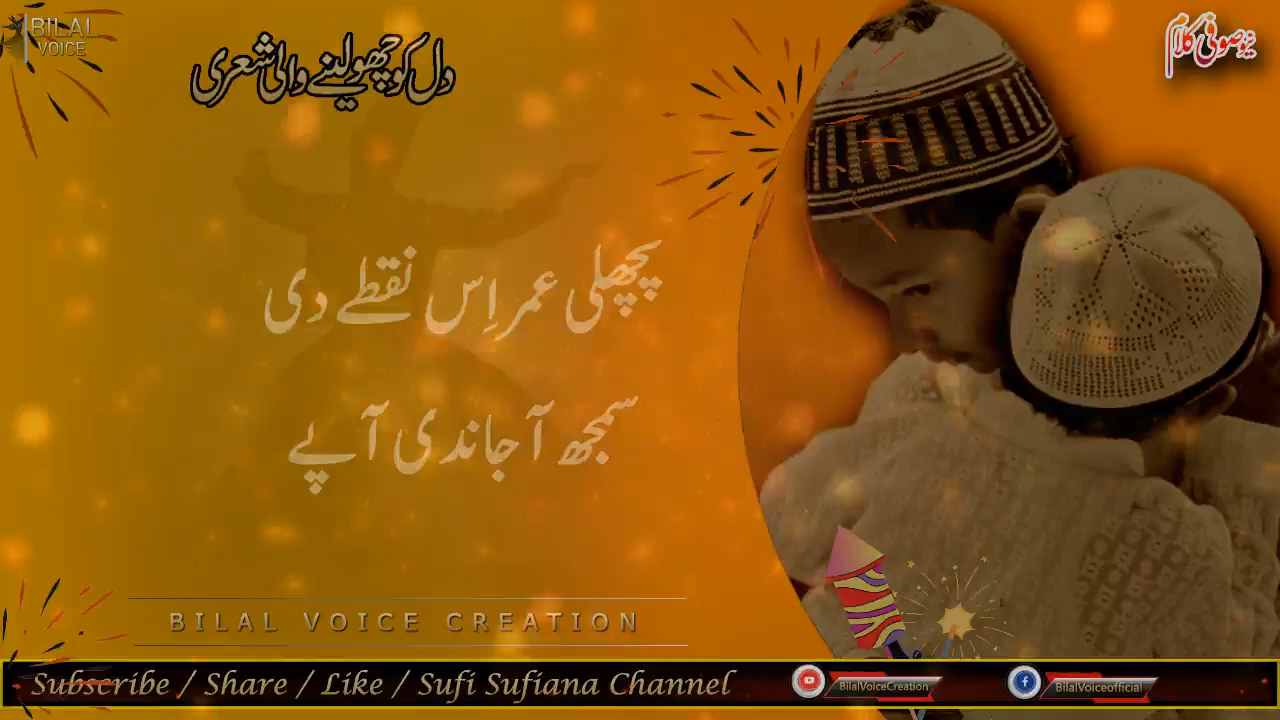 BILAL
VOICE
دل کو چھو لینے والی شعری
نیو صوفی کلام
پچھلی عمر اِس نقطے دی
سمجھ آ جاندی آپے
BILAL VOICE CREATION
Subscribe / Share / Like / Sufi Sufiana Channel
BilalVoiceCreation
BilalVoiceofficial